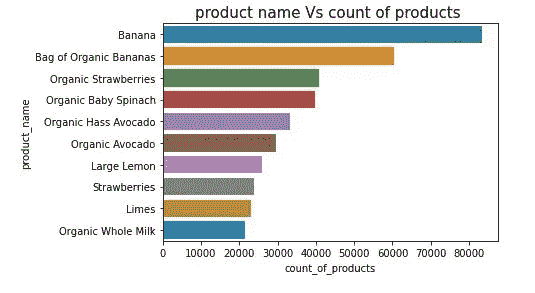 product name Vs count of products
Banana
Bag of Organic Bananas
Organic Strawberries
Organic Baby Spinach
Organic Hass Avocado
Organic Avocado
Large Lemon
Strawberries
Limes
Organic Whole Milk
product_name
0 10000 20000 30000 40000 50000 60000 70000 80000
count_of_products